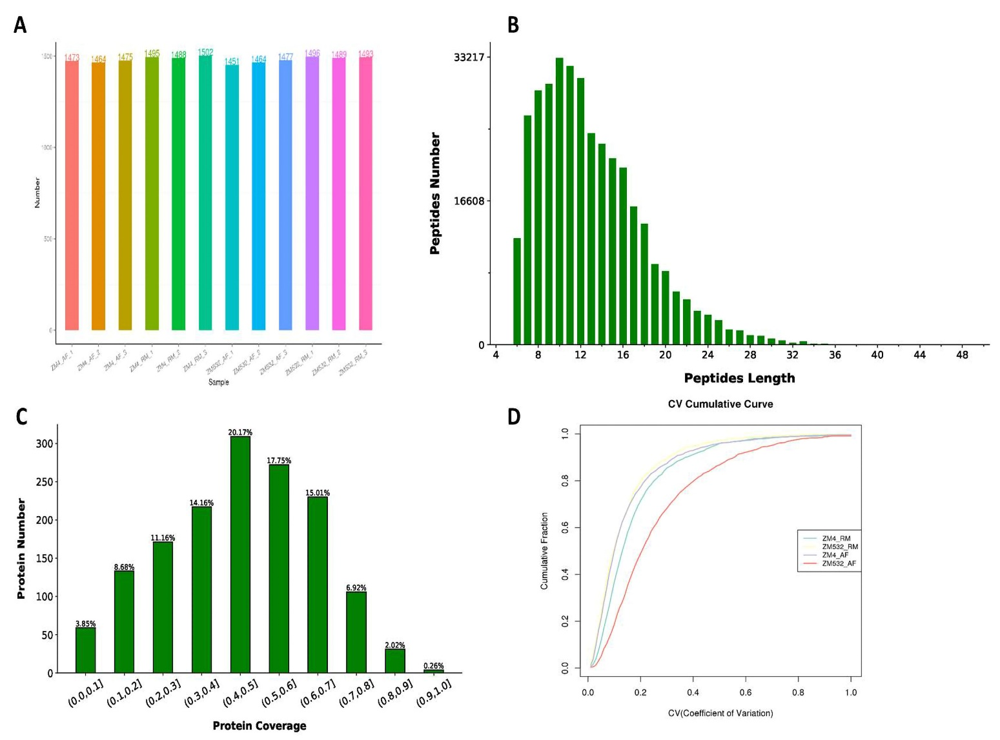 A
1473 1464 1475 1495 1488 1502 1451 1464 1477 1496 1489 1493
1500
1000
500
0
Number
ZM4_AF_1 ZM4_AF_2 ZM4_AF_3 ZM4_RM_1 ZM4_RM_2 ZM4_RM_3 ZM532_AF_1 ZM532_AF_2 ZM532_AF_3 ZM532_RM_1 ZM532_RM_2 ZM532_RM_3
Sample
B
33217
16608
0
Peptides Number
4 8 12 16 20 24 28 32 36 40 44 48
Peptides Length
C
300
250
200
150
100
50
0
Protein Number
3.85% 8.68% 11.16% 14.16% 20.17% 17.75% 15.01% 6.92% 2.02% 0.26%
(0.0,0.1] (0.1,0.2] (0.2,0.3] (0.3,0.4] (0.4,0.5] (0.5,0.6] (0.6,0.7] (0.7,0.8] (0.8,0.9] (0.9,1.0]
Protein Coverage
D
CV Cumulative Curve
1.0
0.8
0.6
0.4
0.2
0.0
Cumulative Fraction
ZM4_RM
ZM532_RM
ZM4_AF
ZM532_AF
0.0 0.2 0.4 0.6 0.8 1.0
CV(Coefficient of Variation)